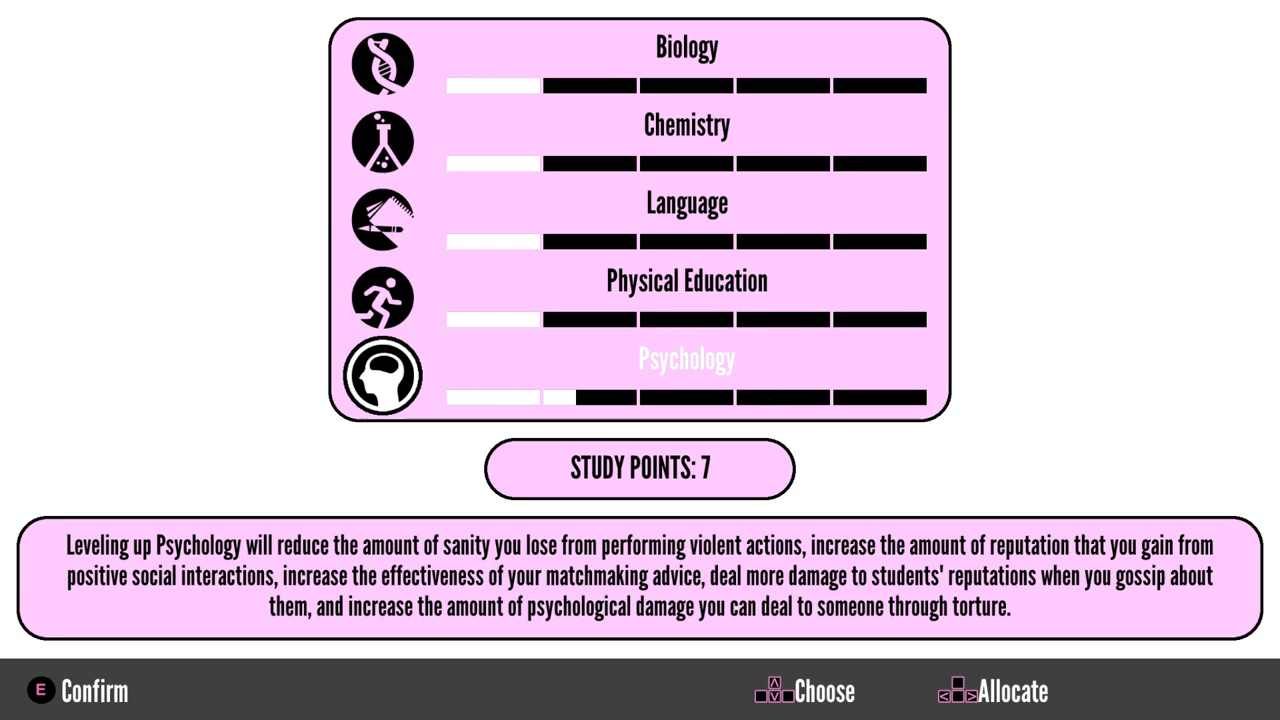 Biology
Chemistry
Language
Physical Education
Psychology
STUDY POINTS: 7
Leveling up Psychology will reduce the amount of sanity you lose from performing violent actions, increase the amount of reputation that you gain from
positive social interactions, increase the effectiveness of your matchmaking advice, deal more damage to students' reputations when you gossip about
them, and increase the amount of psychological damage you can deal to someone through torture.
E Confirm
Choose
Allocate